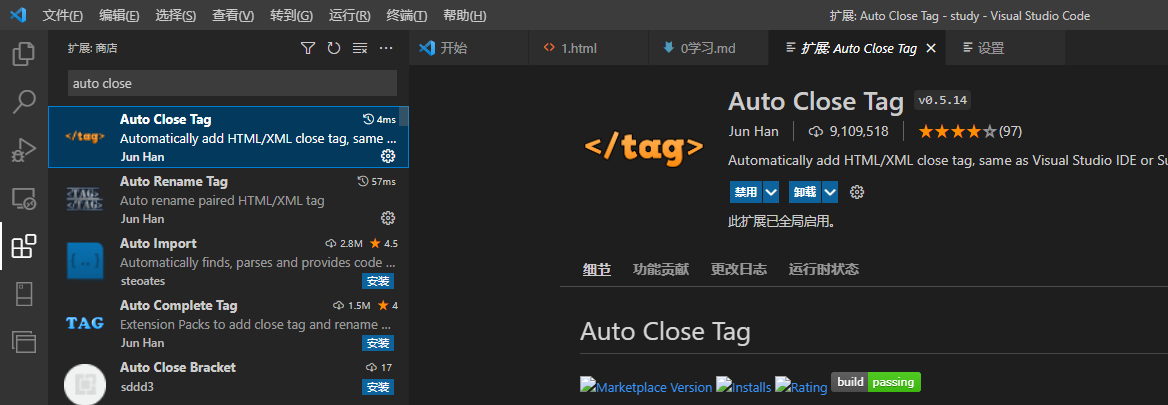 文件(F) 编辑(E) 选择(S) 查看(V) 转到(G) 运行(R) 终端(T) 帮助(H) 扩展: Auto Close Tag - study - Visual Studio Code
扩展: 商店
开始 1.html 0学习.md 扩展: Auto Close Tag 设置
auto close
Auto Close Tag 4ms
Automatically add HTML/XML close tag, same ...
Jun Han
Auto Rename Tag 57ms
Auto rename paired HTML/XML tag
Jun Han
Auto Import 2.8M 4.5
Automatically finds, parses and provides code ...
steoates 安装
Auto Complete Tag 1.5M 4
Extension Packs to add close tag and rename ...
Jun Han 安装
Auto Close Bracket 17
sddd3 安装
</tag>
</tag>
TAG
Auto Close Tag v0.5.14
Jun Han 9,109,518 (97)
Automatically add HTML/XML close tag, same as Visual Studio IDE or Su
禁用 卸载
此扩展已全局启用。
细节 功能贡献 更改日志 运行时状态
Auto Close Tag
Marketplace Version Installs Rating build passing